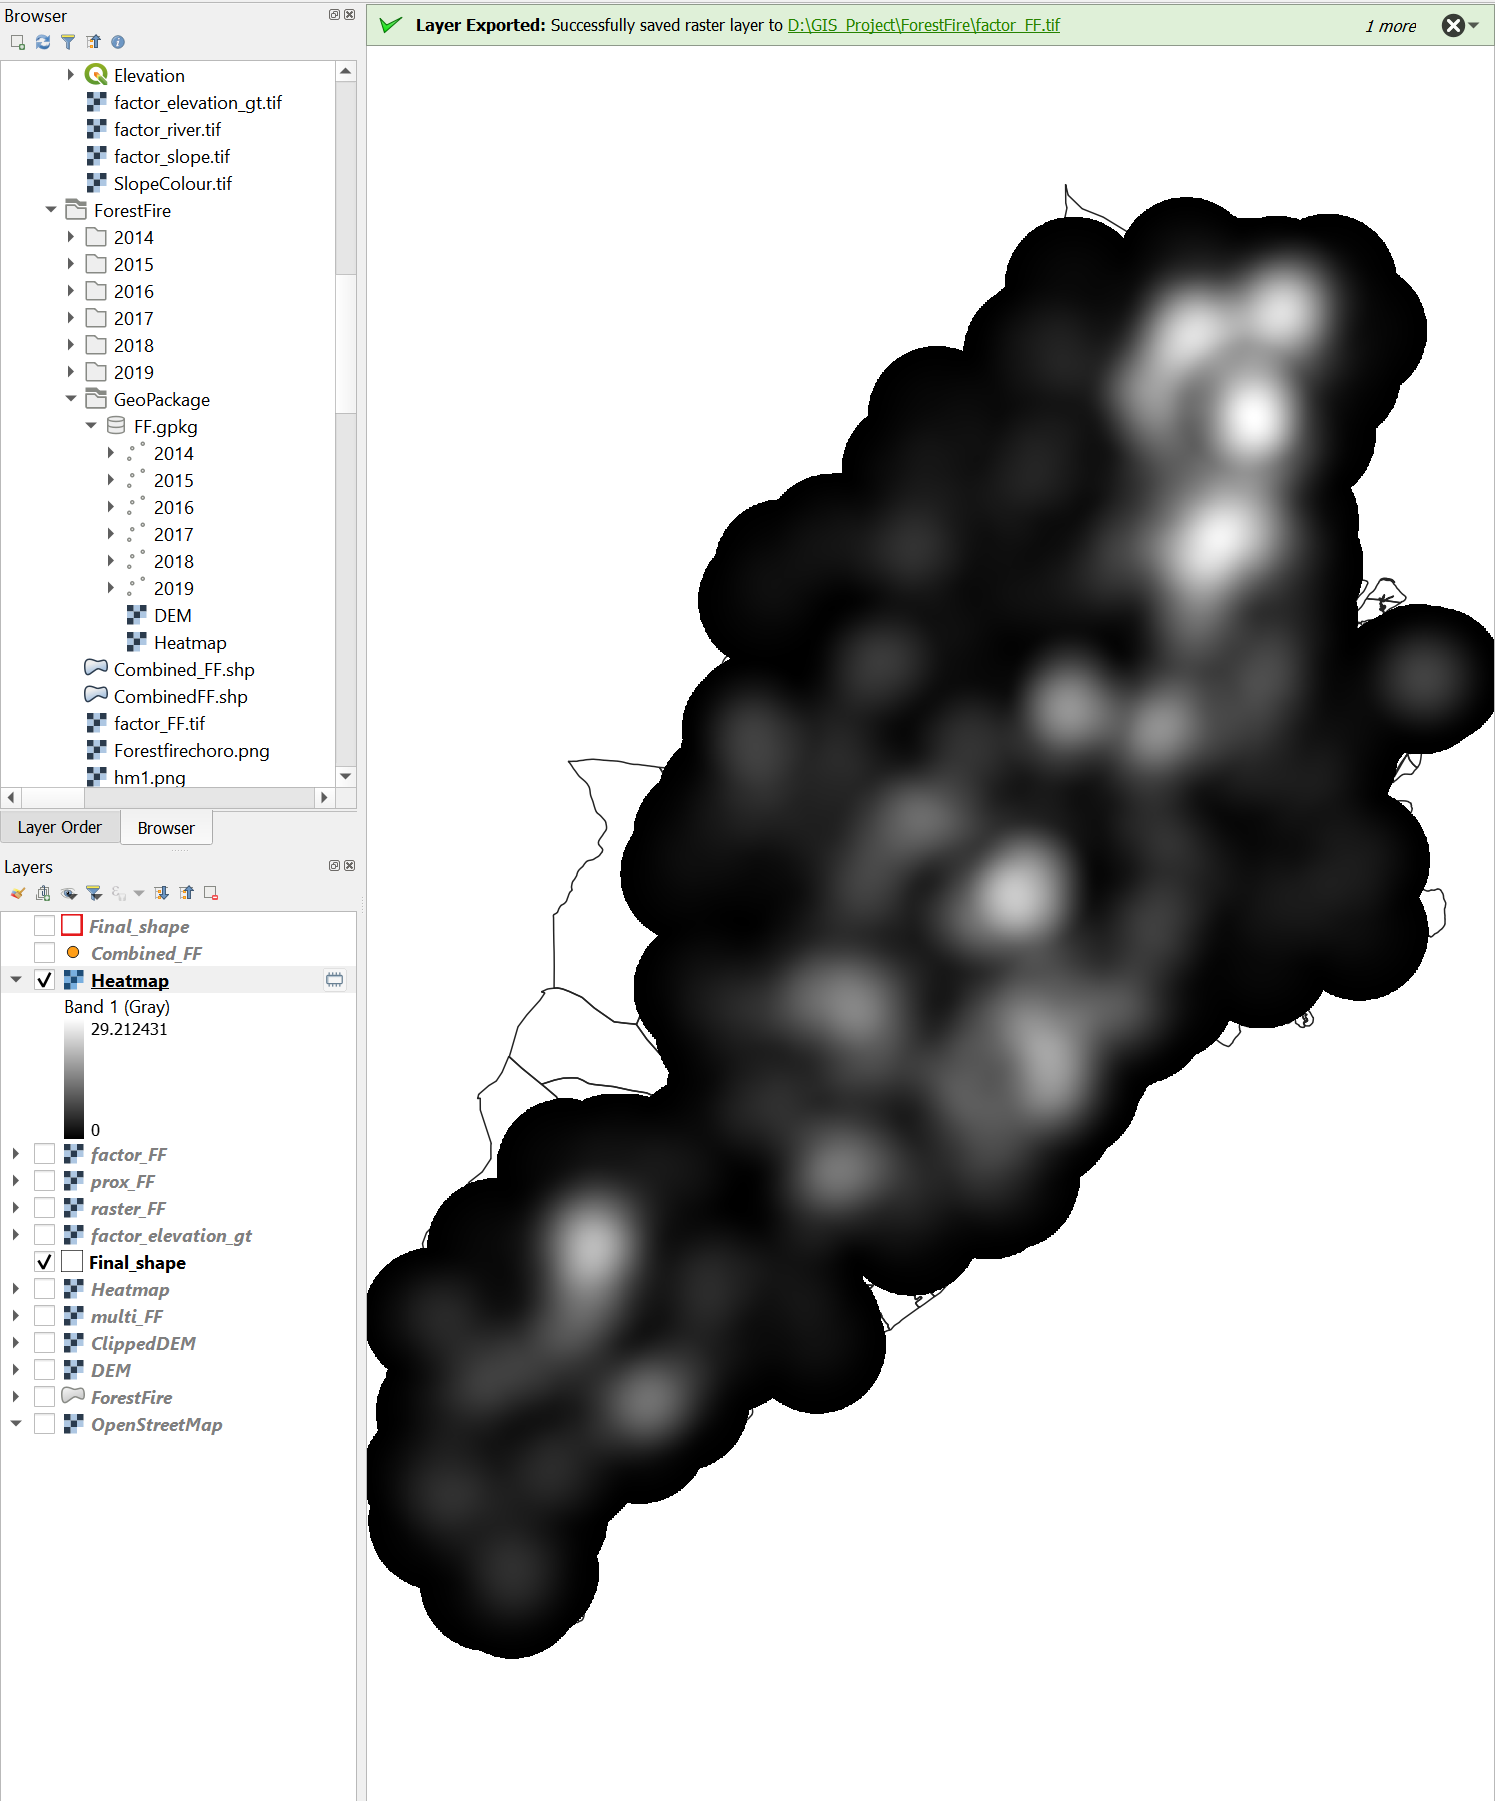 Browser
Elevation
factor_elevation_gt.tif
factor_river.tif
factor_slope.tif
SlopeColour.tif
ForestFire
2014
2015
2016
2017
2018
2019
GeoPackage
FF.gpkg
2014
2015
2016
2017
2018
2019
DEM
Heatmap
Combined_FF.shp
CombinedFF.shp
factor_FF.tif
Forestfirechoro.png
hm1.png
Layer Order Browser
Layers
Final_shape
Combined_FF
Heatmap
Band 1 (Gray)
29.212431
0
factor_FF
prox_FF
raster_FF
factor_elevation_gt
Final_shape
Heatmap
multi_FF
ClippedDEM
DEM
ForestFire
OpenStreetMap
Layer Exported: Successfully saved raster layer to D:\GIS_Project\ForestFire\factor_FF.tif 1 more